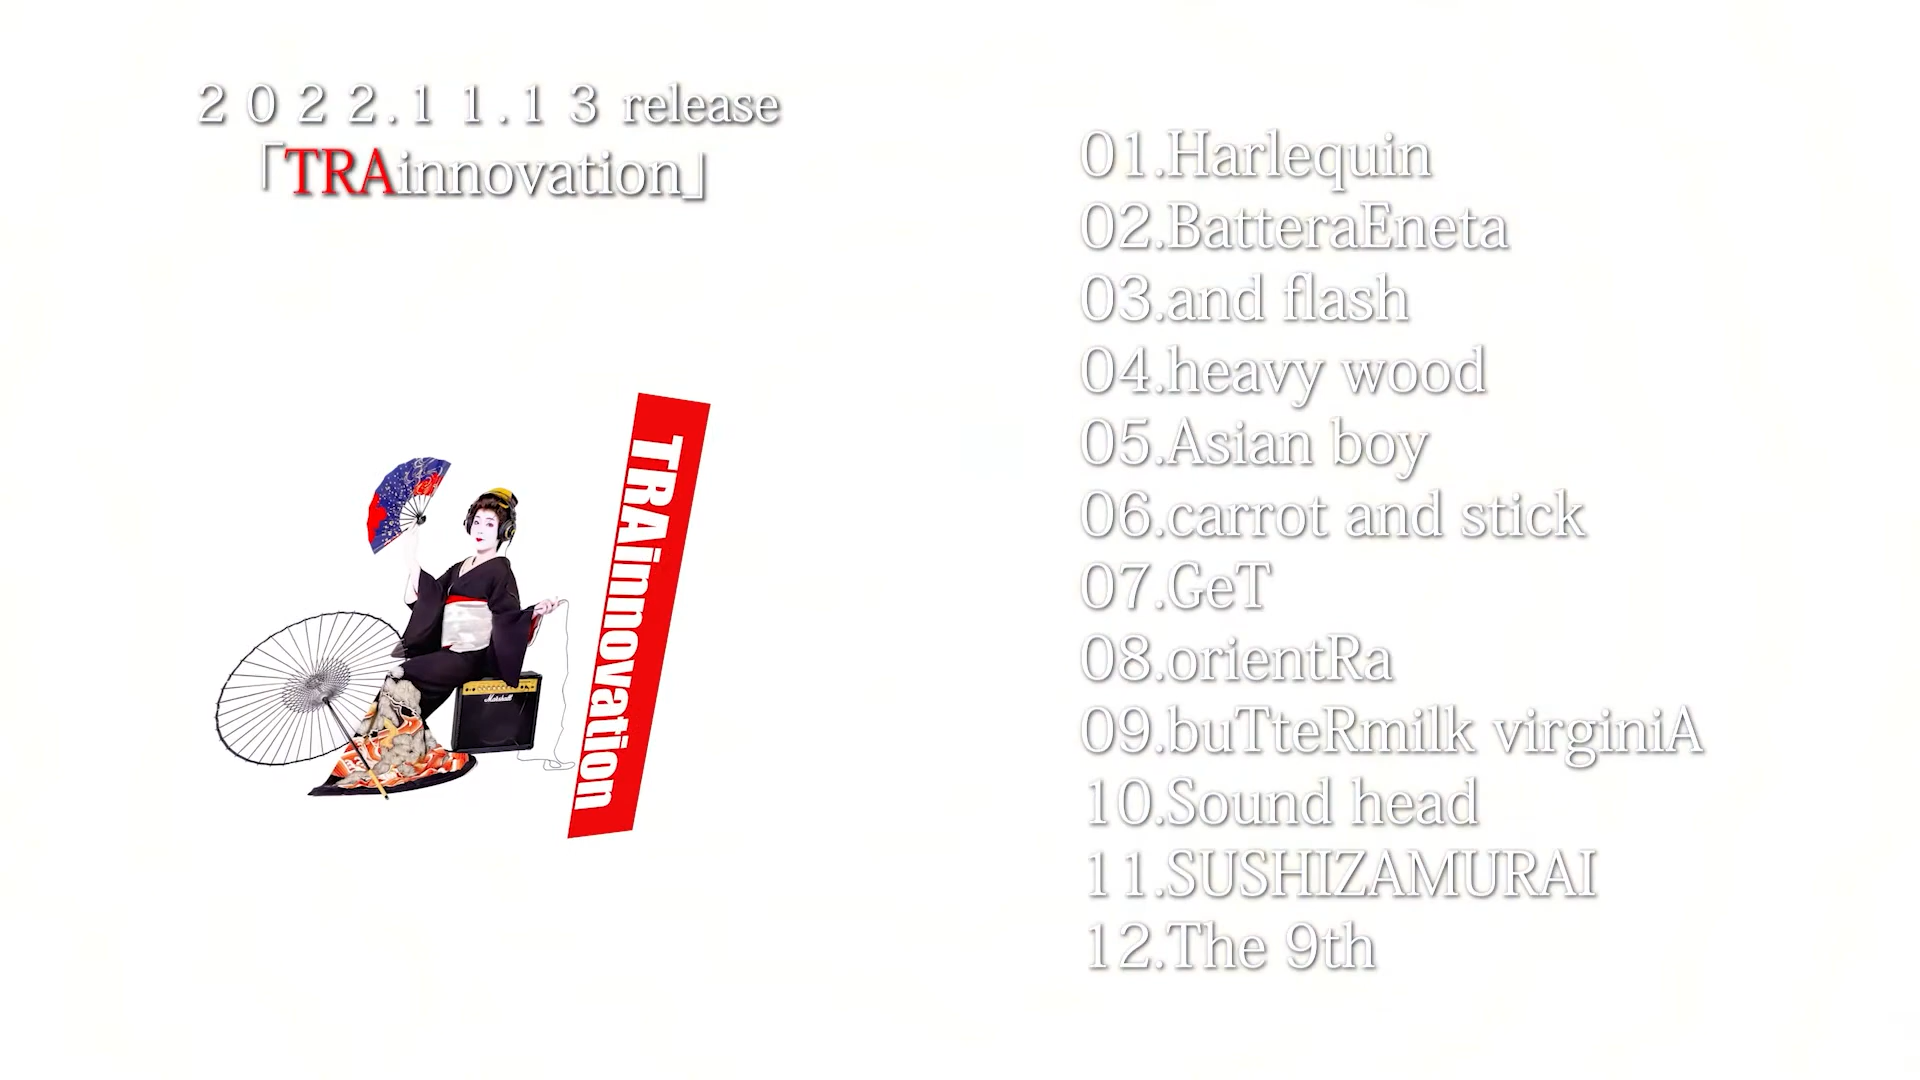 2022.11.13 release
「TRAinnovation」
TRAinnovation
Marshall
01.Harlequin
02.BatteraEneta
03.and flash
04.heavy wood
05.Asian boy
06.carrot and stick
07.GeT
08.orientRa
09.buTteRmilk virginiA
10.Sound head
11.SUSHIZAMURAI
12.The 9th